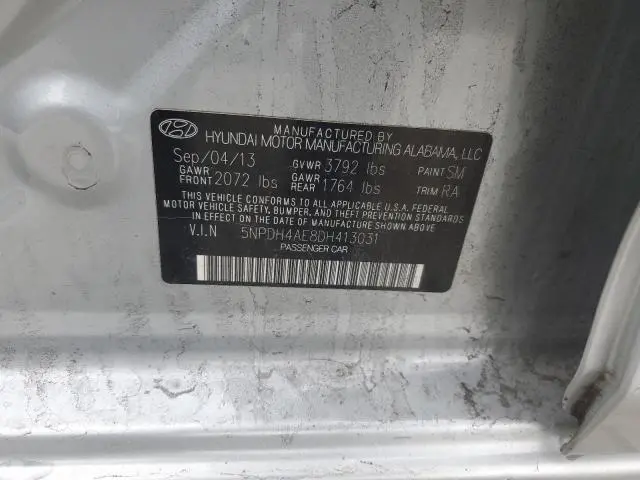 MANUFACTURED BY
HYUNDAI MOTOR MANUFACTURING ALABAMA, LLC
Sep/04/13 GVWR 3792 lbs PAINT SM
GAWR FRONT 2072 lbs GAWR REAR 1764 lbs TRIM RA
THIS VEHICLE CONFORMS TO ALL APPLICABLE U.S.A. FEDERAL
MOTOR VEHICLE SAFETY, BUMPER, AND THEFT PREVENTION STANDARDS
IN EFFECT ON THE DATE OF MANUFACTURE SHOWN ABOVE.
V.I.N 5NPDH4AE8DH413031
PASSENGER CAR